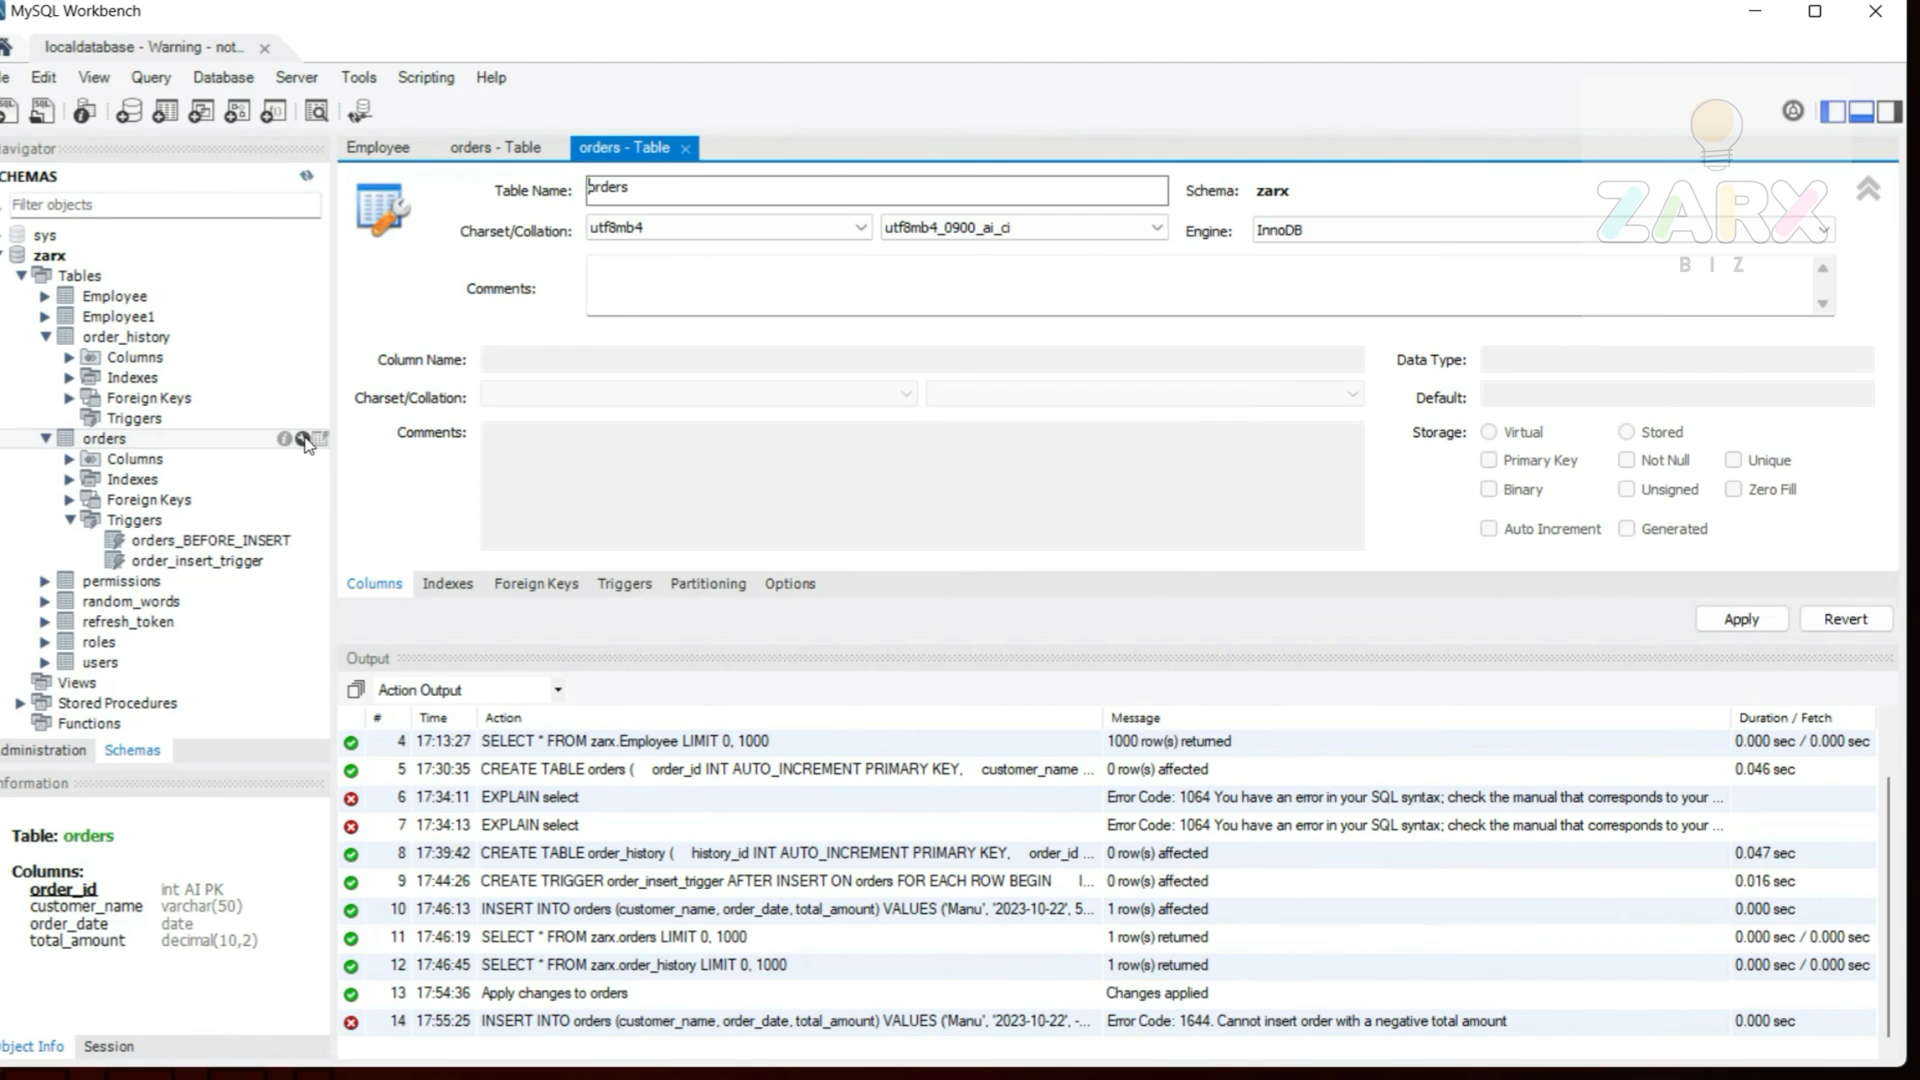 MySQL Workbench
localdatabase - Warning - not...
Edit View Query Database Server Tools Scripting Help
avigator
CHEMAS
Filter objects
sys
zarx
Tables
Employee
Employee1
order_history
Columns
Indexes
Foreign Keys
Triggers
orders
Columns
Indexes
Foreign Keys
Triggers
orders_BEFORE_INSERT
order_insert_trigger
permissions
random_words
refresh_token
roles
users
Views
Stored Procedures
Functions
dministration Schemas
nformation
Table: orders
Columns:
order_id int AI PK
customer_name varchar(50)
order_date date
total_amount decimal(10,2)
bject Info Session
Employee orders - Table orders - Table
Table Name: orders Schema: zarx
Charset/Collation: utf8mb4 utf8mb4_0900_ai_ci Engine: InnoDB
Comments:
Column Name: Data Type:
Charset/Collation: Default:
Comments: Storage: Virtual Stored
Primary Key Not Null Unique
Binary Unsigned Zero Fill
Auto Increment Generated
Columns Indexes Foreign Keys Triggers Partitioning Options
Apply Revert
Output
Action Output
# Time Action Message Duration / Fetch
4 17:13:27 SELECT * FROM zarx.Employee LIMIT 0, 1000 1000 row(s) returned 0.000 sec / 0.000 sec
5 17:30:35 CREATE TABLE orders ( order_id INT AUTO_INCREMENT PRIMARY KEY, customer_name ... 0 row(s) affected 0.046 sec
6 17:34:11 EXPLAIN select Error Code: 1064 You have an error in your SQL syntax; check the manual that corresponds to your ...
7 17:34:13 EXPLAIN select Error Code: 1064 You have an error in your SQL syntax; check the manual that corresponds to your ...
8 17:39:42 CREATE TABLE order_history ( history_id INT AUTO_INCREMENT PRIMARY KEY, order_id ... 0 row(s) affected 0.047 sec
9 17:44:26 CREATE TRIGGER order_insert_trigger AFTER INSERT ON orders FOR EACH ROW BEGIN I... 0 row(s) affected 0.016 sec
10 17:46:13 INSERT INTO orders (customer_name, order_date, total_amount) VALUES ('Manu', '2023-10-22', 5... 1 row(s) affected 0.000 sec
11 17:46:19 SELECT * FROM zarx.orders LIMIT 0, 1000 1 row(s) returned 0.000 sec / 0.000 sec
12 17:46:45 SELECT * FROM zarx.order_history LIMIT 0, 1000 1 row(s) returned 0.000 sec / 0.000 sec
13 17:54:36 Apply changes to orders Changes applied
14 17:55:25 INSERT INTO orders (customer_name, order_date, total_amount) VALUES ('Manu', '2023-10-22', -... Error Code: 1644. Cannot insert order with a negative total amount 0.000 sec
ZARX
BIZ